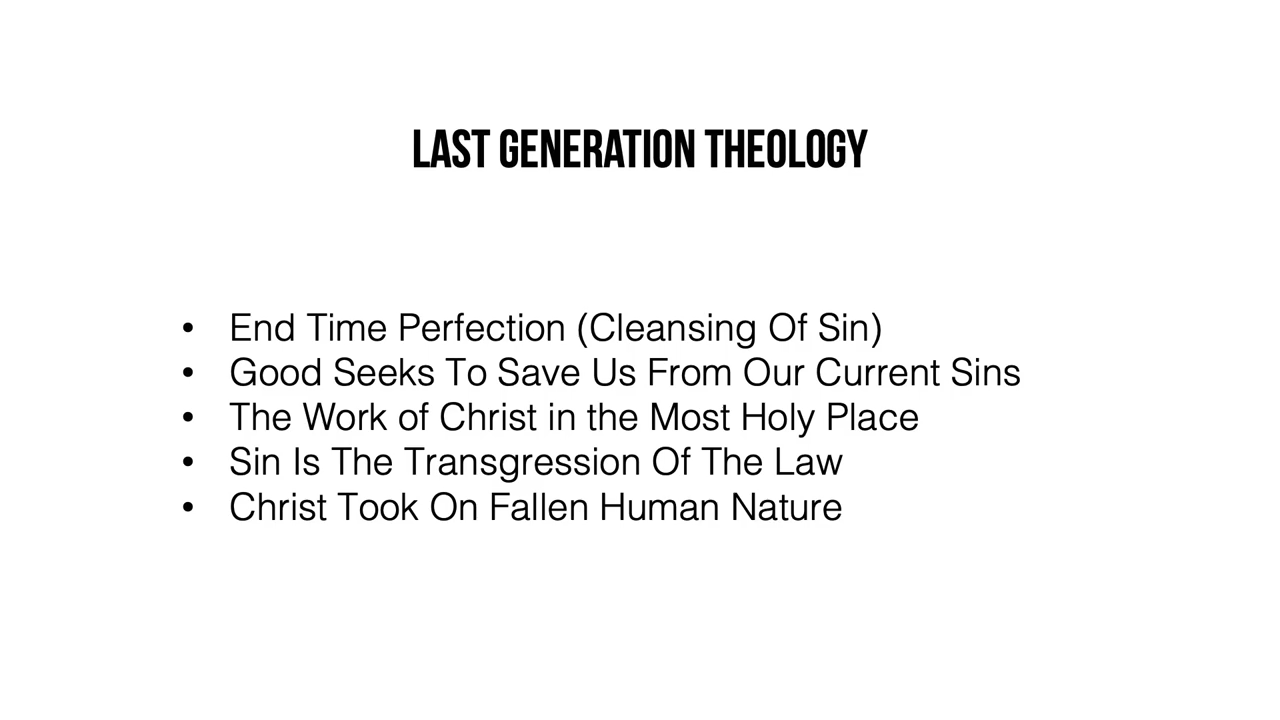 LAST GENERATION THEOLOGY
• End Time Perfection (Cleansing Of Sin)
• Good Seeks To Save Us From Our Current Sins
• The Work of Christ in the Most Holy Place
• Sin Is The Transgression Of The Law
• Christ Took On Fallen Human Nature